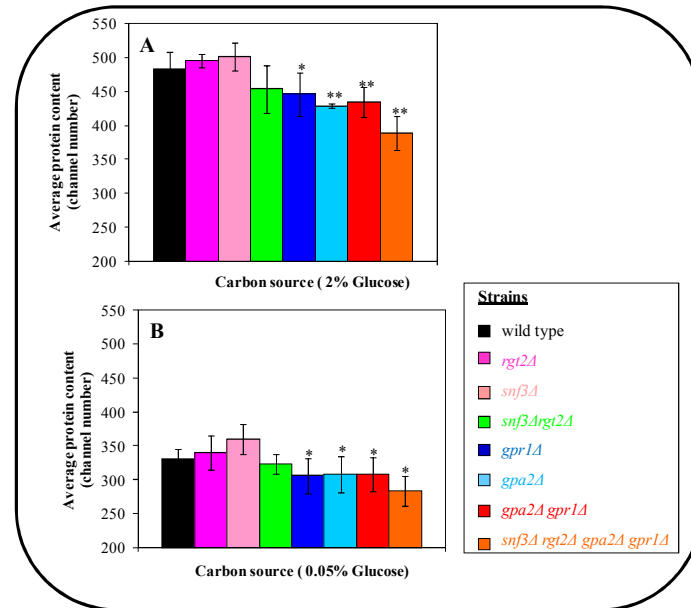 550
A
500
*
**
**
450
**
400
350
300
250
200
Average protein content
(channel number)
Carbon source ( 2% Glucose)
550
B
500
450
400
350
*
*
*
*
300
250
200
Average protein content
(channel number)
Carbon source ( 0.05% Glucose)
Strains
wild type
rgt2Δ
snf3Δ
snf3Δrgt2Δ
gpr1Δ
gpa2Δ
gpa2Δ gpr1Δ
snf3Δ rgt2Δ gpa2Δ gpr1Δ